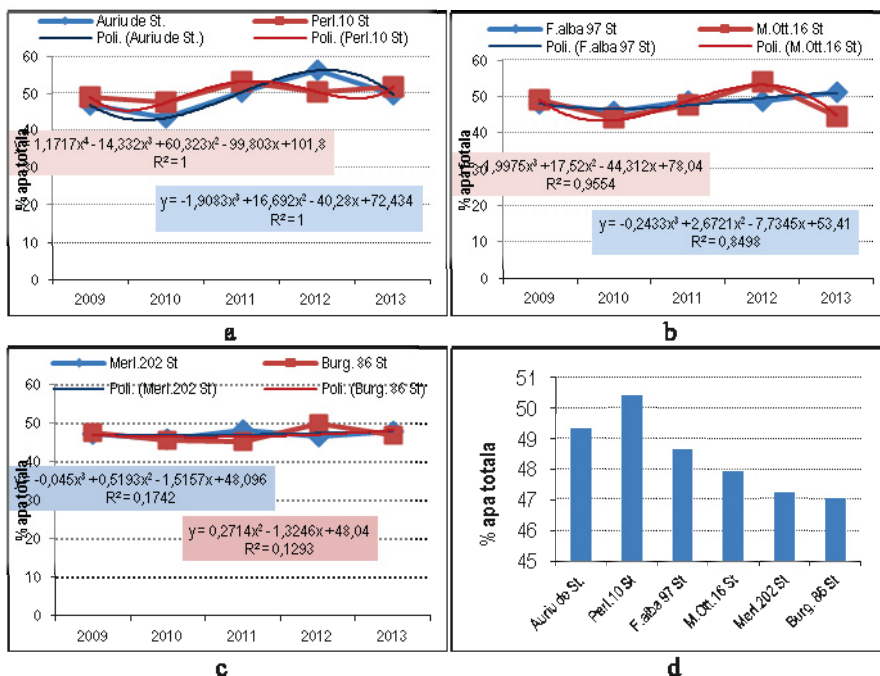 Auriu de St. Perl.10 St
Poli. (Auriu de St.) Poli. (Perl.10 St)
60
50
40
30
20
10
0
% apa totala
1,1717x⁴ - 14,332x³ + 60,323x² - 99,803x + 101,8
R² = 1
y = -1,9083x³ + 16,692x² - 40,28x + 72,434
R² = 1
2009 2010 2011 2012 2013
a
F.alba 97 St M.Ott.16 St
Poli. (F.alba 97 St) Poli. (M.Ott.16 St)
60
50
40
30
20
10
0
% apa totala
1,9975x³ + 17,52x² - 44,312x + 78,04
R² = 0,9554
y = -0,2433x³ + 2,6721x² - 7,7345x + 53,41
R² = 0,8498
2009 2010 2011 2012 2013
b
Merl.202 St Burg. 86 St
Poli. (Merl.202 St) Poli. (Burg. 86 St)
60
50
40
30
20
10
0
% apa totala
-0,045x³ + 0,5193x² - 1,5157x + 48,096
R² = 0,1742
y = 0,2714x² - 1,3246x + 48,04
R² = 0,1293
2009 2010 2011 2012 2013
c
51
50
49
48
47
46
45
% apa totala
Auriu de St.
Perl.10 St
F.alba 97 St
M.Ott.16 St
Merl.202 St
Burg. 86 St
d